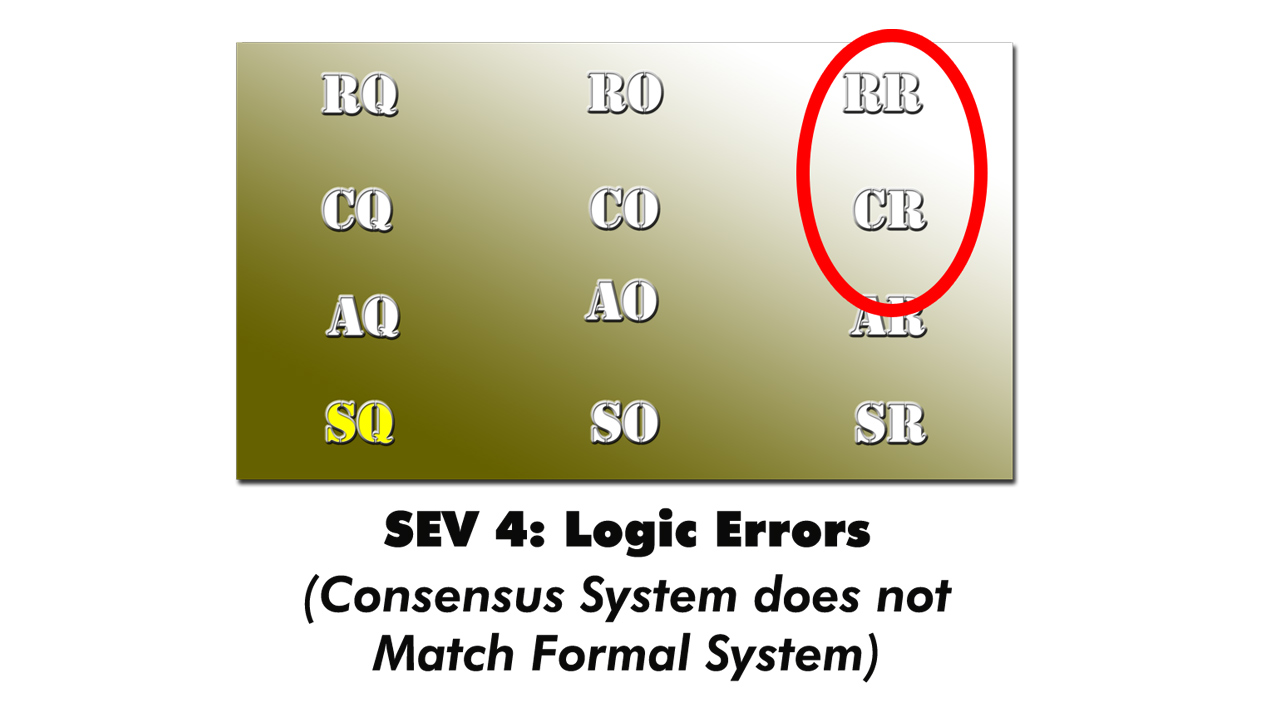 RQ RO RR
CQ CO CR
AQ AO AR
SQ SO SR
SEV 4: Logic Errors
(Consensus System does not
Match Formal System)